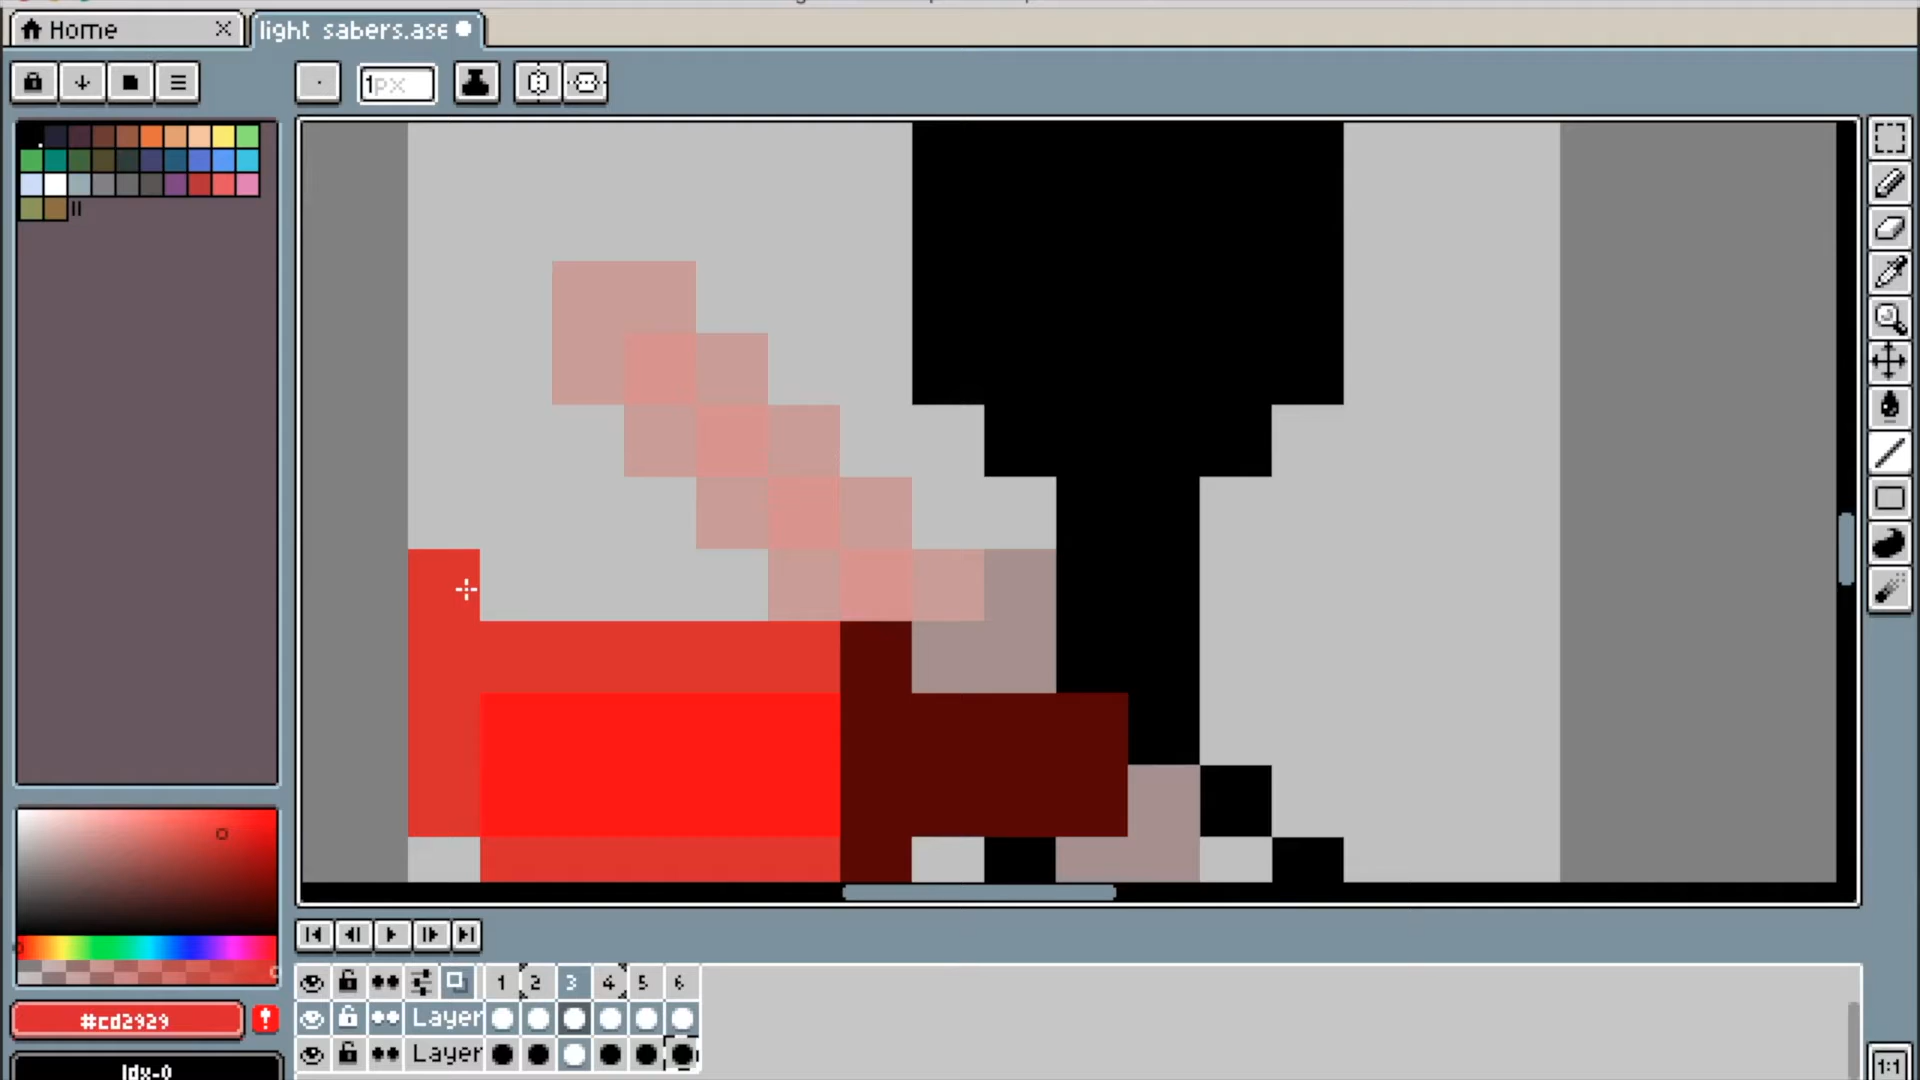 Home
light sabers.ase
1px
1 2 3 4 5 6
Layer
Layer
#cd2929
Idx-0
1:1